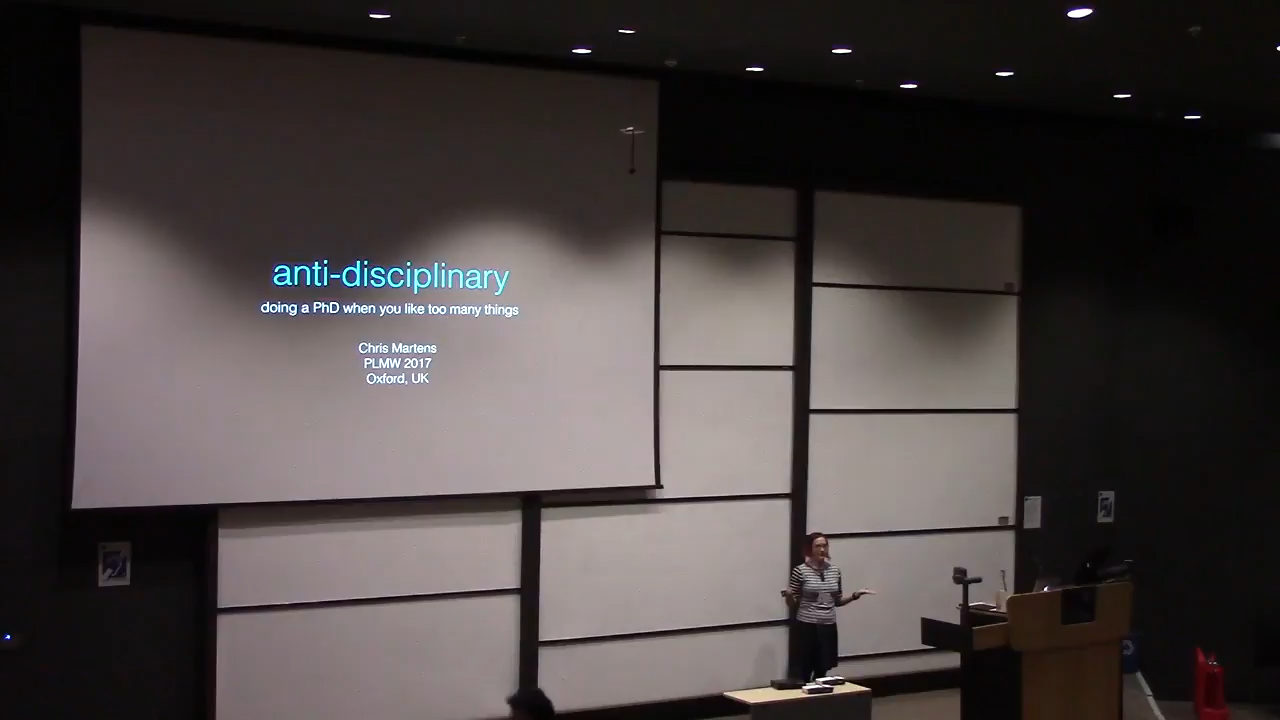 anti-disciplinary
doing a PhD when you like too many things
Chris Martens
PLMW 2017
Oxford, UK